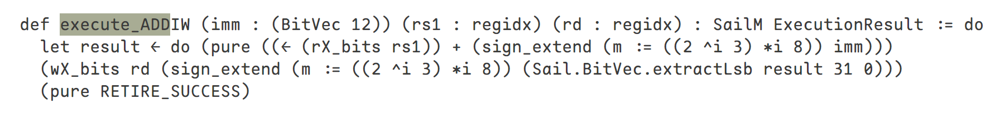 def execute_ADDIW (imm : (BitVec 12)) (rs1 : regidx) (rd : regidx) : SailM ExecutionResult := do
  let result ← do (pure ((← (rX_bits rs1)) + (sign_extend (m := ((2 ^i 3) *i 8)) imm)))
  (wX_bits rd (sign_extend (m := ((2 ^i 3) *i 8)) (Sail.BitVec.extractLsb result 31 0)))
  (pure RETIRE_SUCCESS)